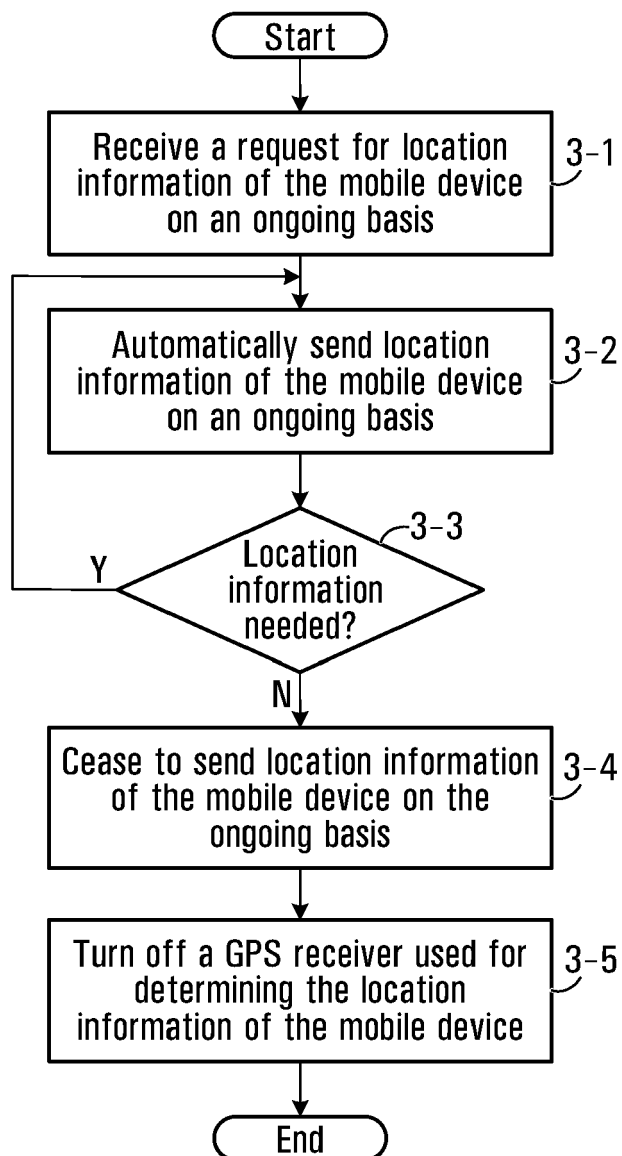 Start
Receive a request for location
information of the mobile device
on an ongoing basis
3-1
Automatically send location
information of the mobile device
on an ongoing basis
3-2
3-3
Location
information
needed?
Y
N
Cease to send location information
of the mobile device on the
ongoing basis
3-4
Turn off a GPS receiver used for
determining the location
information of the mobile device
3-5
End